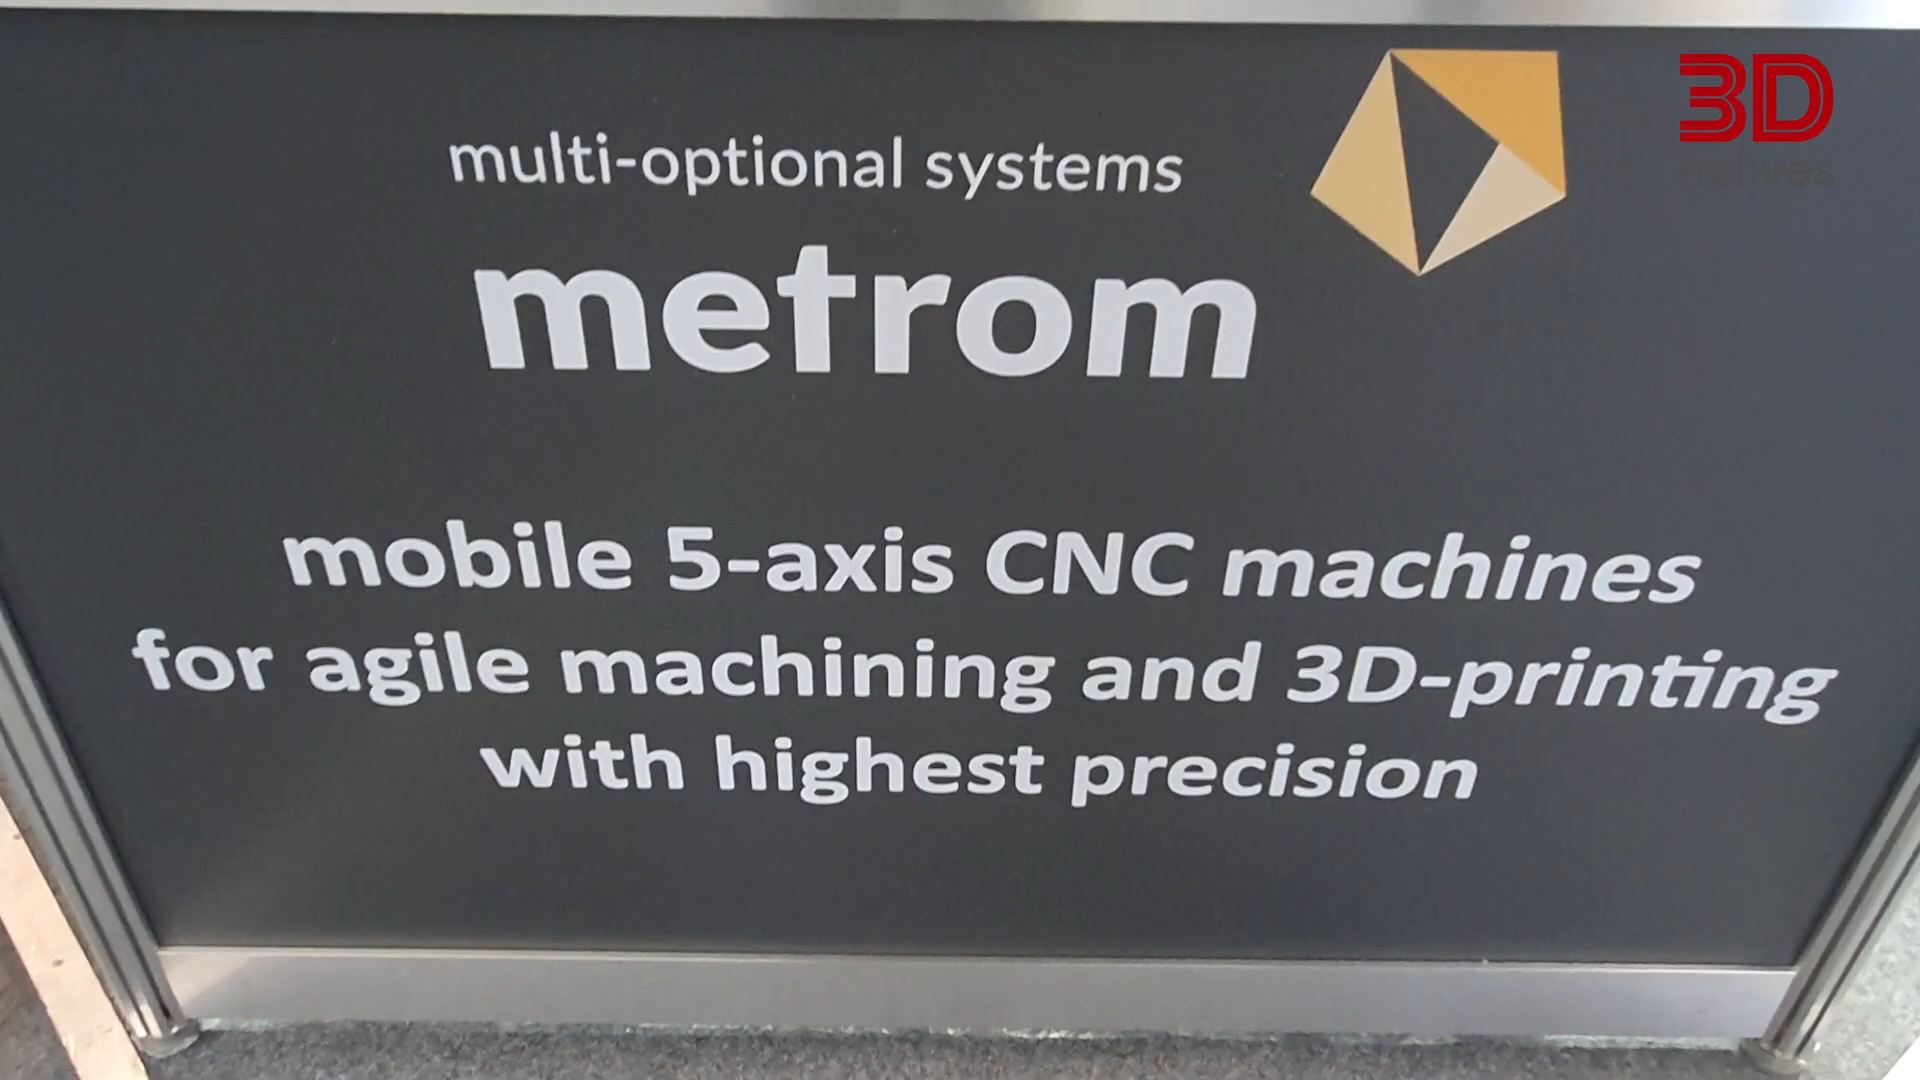 multi-optional systems
metrom
mobile 5-axis CNC machines
for agile machining and 3D-printing
with highest precision
3D
natives